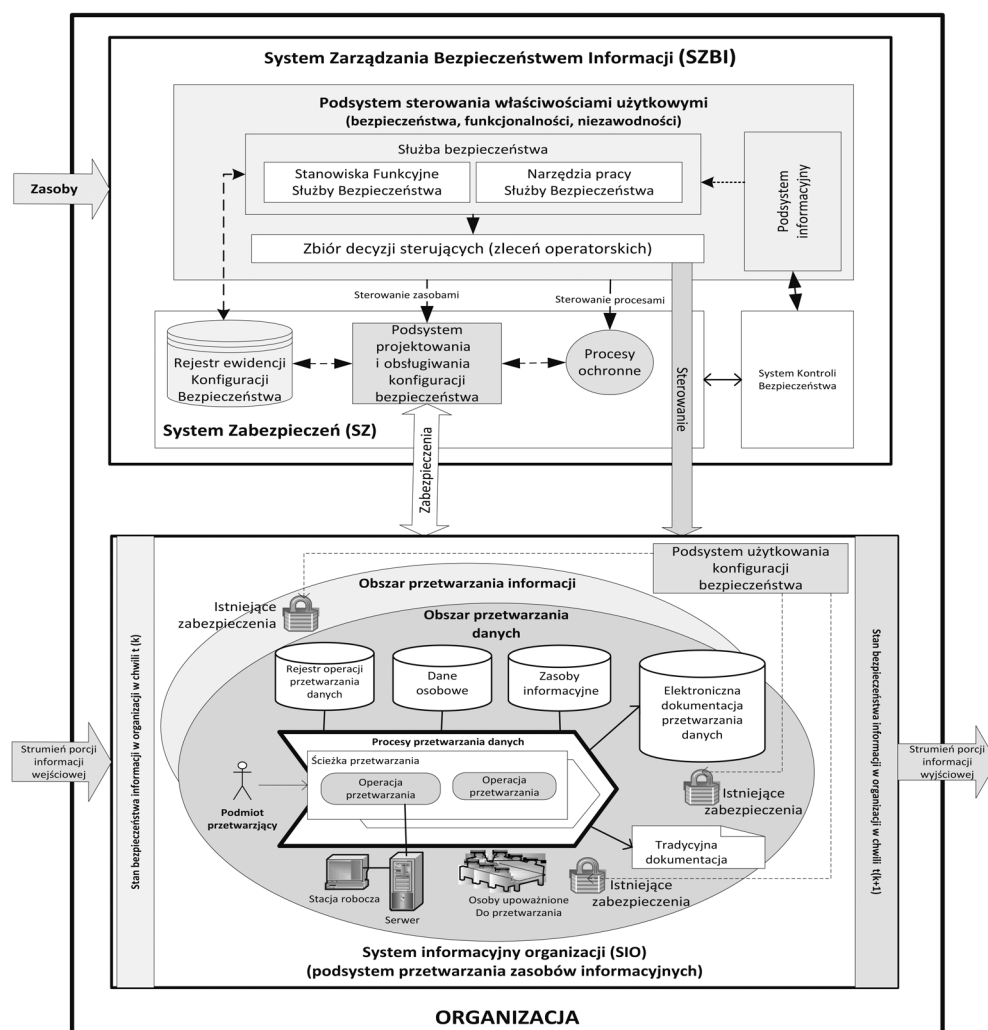 System Zarządzania Bezpieczeństwem Informacji (SZBI)
Podsystem sterowania właściwościami użytkowymi
(bezpieczeństwa, funkcjonalności, niezawodności)
Służba bezpieczeństwa
Stanowiska Funkcyjne
Służby Bezpieczeństwa
Narzędzia pracy
Służby Bezpieczeństwa
Podsystem
informacyjny
Zasoby
Zbiór decyzji sterujących (zleceń operatorskich)
Sterowanie zasobami
Sterowanie procesami
Rejestr ewidencji
Konfiguracji
Bezpieczeństwa
Podsystem
projektowania
i obsługiwania
konfiguracji
bezpieczeństwa
Procesy
ochronne
Sterowanie
System Kontroli
Bezpieczeństwa
System Zabezpieczeń (SZ)
Zabezpieczenia
Podsystem użytkowania
konfiguracji
bezpieczeństwa
Obszar przetwarzania informacji
Istniejące
zabezpieczenia
Obszar przetwarzania
danych
Stan bezpieczeństwa informacji w organizacji w chwili t (k)
Stan bezpieczeństwa informacji w organizacji w chwili t(k+1)
Rejestr operacji
przetwarzania
danych
Dane
osobowe
Zasoby
informacyjne
Elektroniczna
dokumentacja
przetwarzania
danych
Strumień porcji
informacji
wejściowej
Strumień porcji
informacji
wyjściowej
Procesy przetwarzania danych
Ścieżka przetwarzania
Operacja
przetwarzania
Operacja
przetwarzania
Podmiot
przetwarzjący
Istniejące
zabezpieczenia
Tradycyjna
dokumentacja
Stacja robocza
Serwer
Osoby upoważnione
Do przetwarzania
Istniejące
zabezpieczenia
System informacyjny organizacji (SIO)
(podsystem przetwarzania zasobów informacyjnych)
ORGANIZACJA